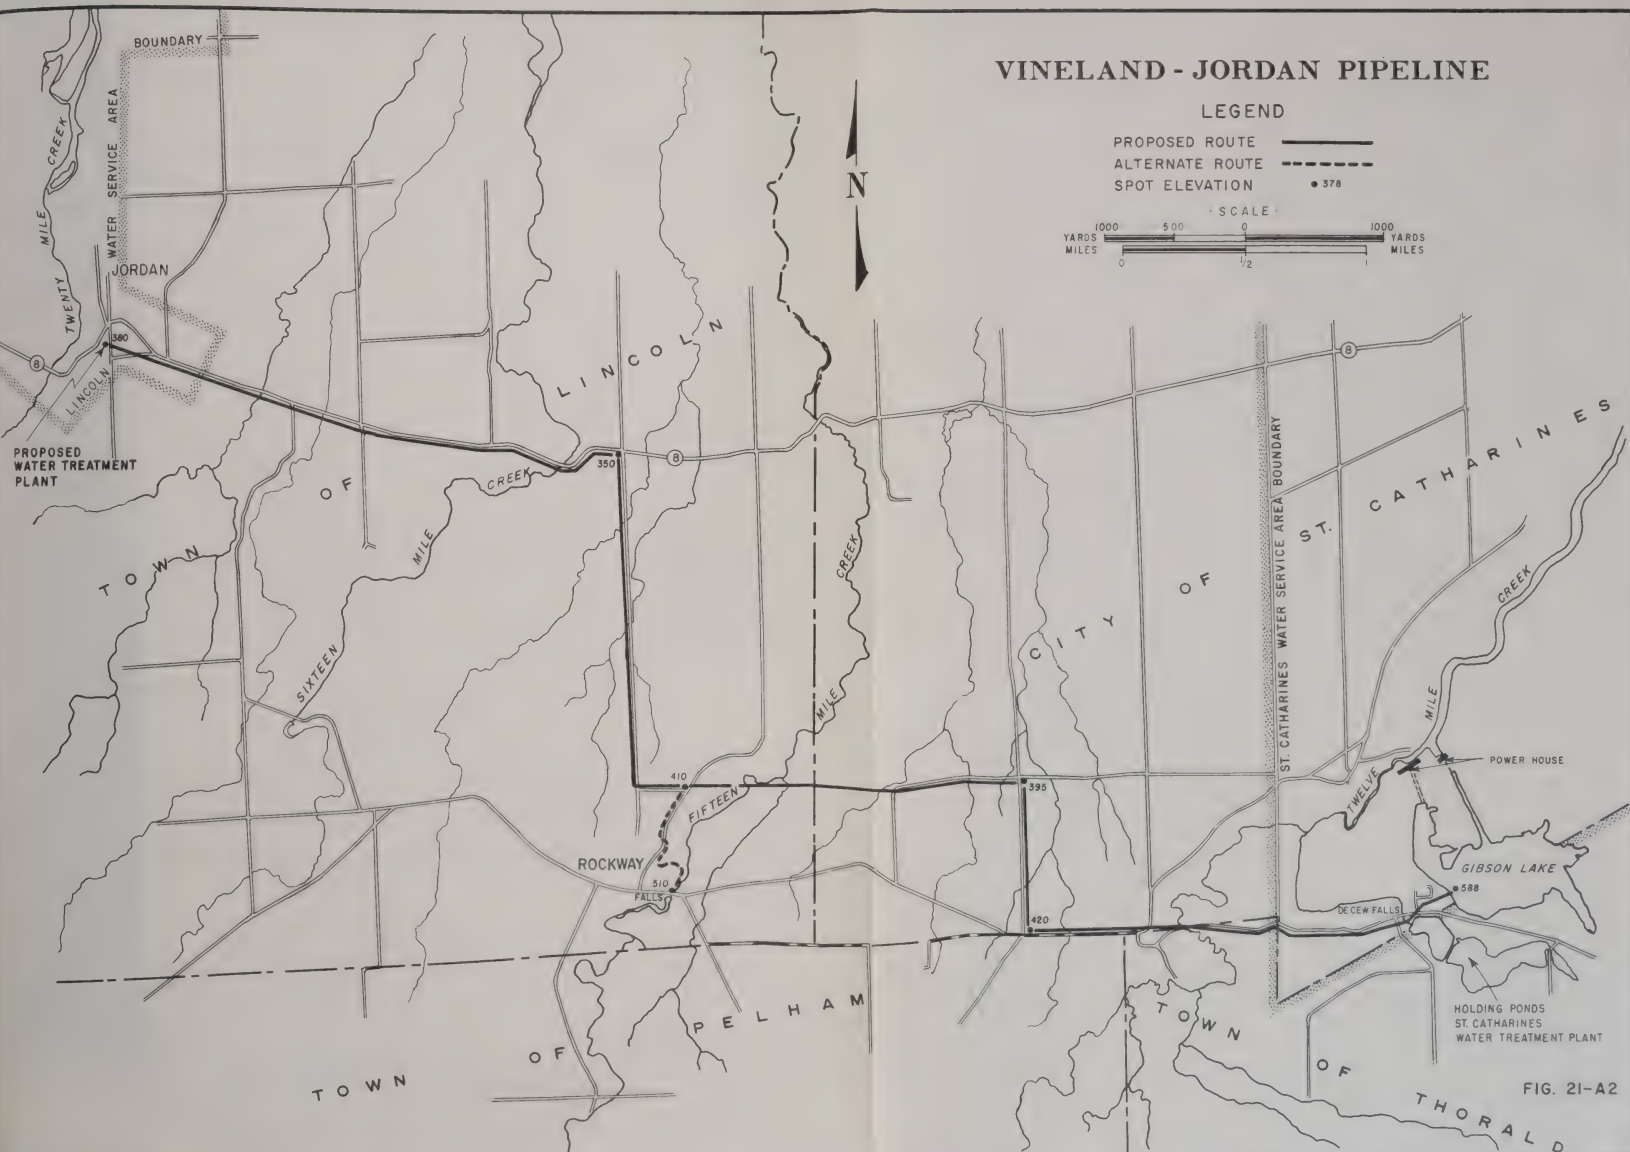 VINELAND - JORDAN PIPELINE
LEGEND
PROPOSED ROUTE
ALTERNATE ROUTE
SPOT ELEVATION • 378
· SCALE ·
1000 500 0 1000
YARDS YARDS
MILES MILES
0 1/2 1
N
BOUNDARY
WATER SERVICE AREA
TWENTY MILE CREEK
JORDAN
380
8
LINCOLN
PROPOSED
WATER TREATMENT
PLANT
TOWN OF LINCOLN
SIXTEEN MILE CREEK
350
8
8
FIFTEEN MILE CREEK
CITY OF ST. CATHARINES
ST. CATHARINES WATER SERVICE AREA BOUNDARY
TWELVE MILE CREEK
POWER HOUSE
410
395
ROCKWAY
510
FALLS
420
GIBSON LAKE
588
DE CEW FALLS
HOLDING PONDS
ST. CATHARINES
WATER TREATMENT PLANT
TOWN OF PELHAM
TOWN OF THORALD
FIG. 21-A2